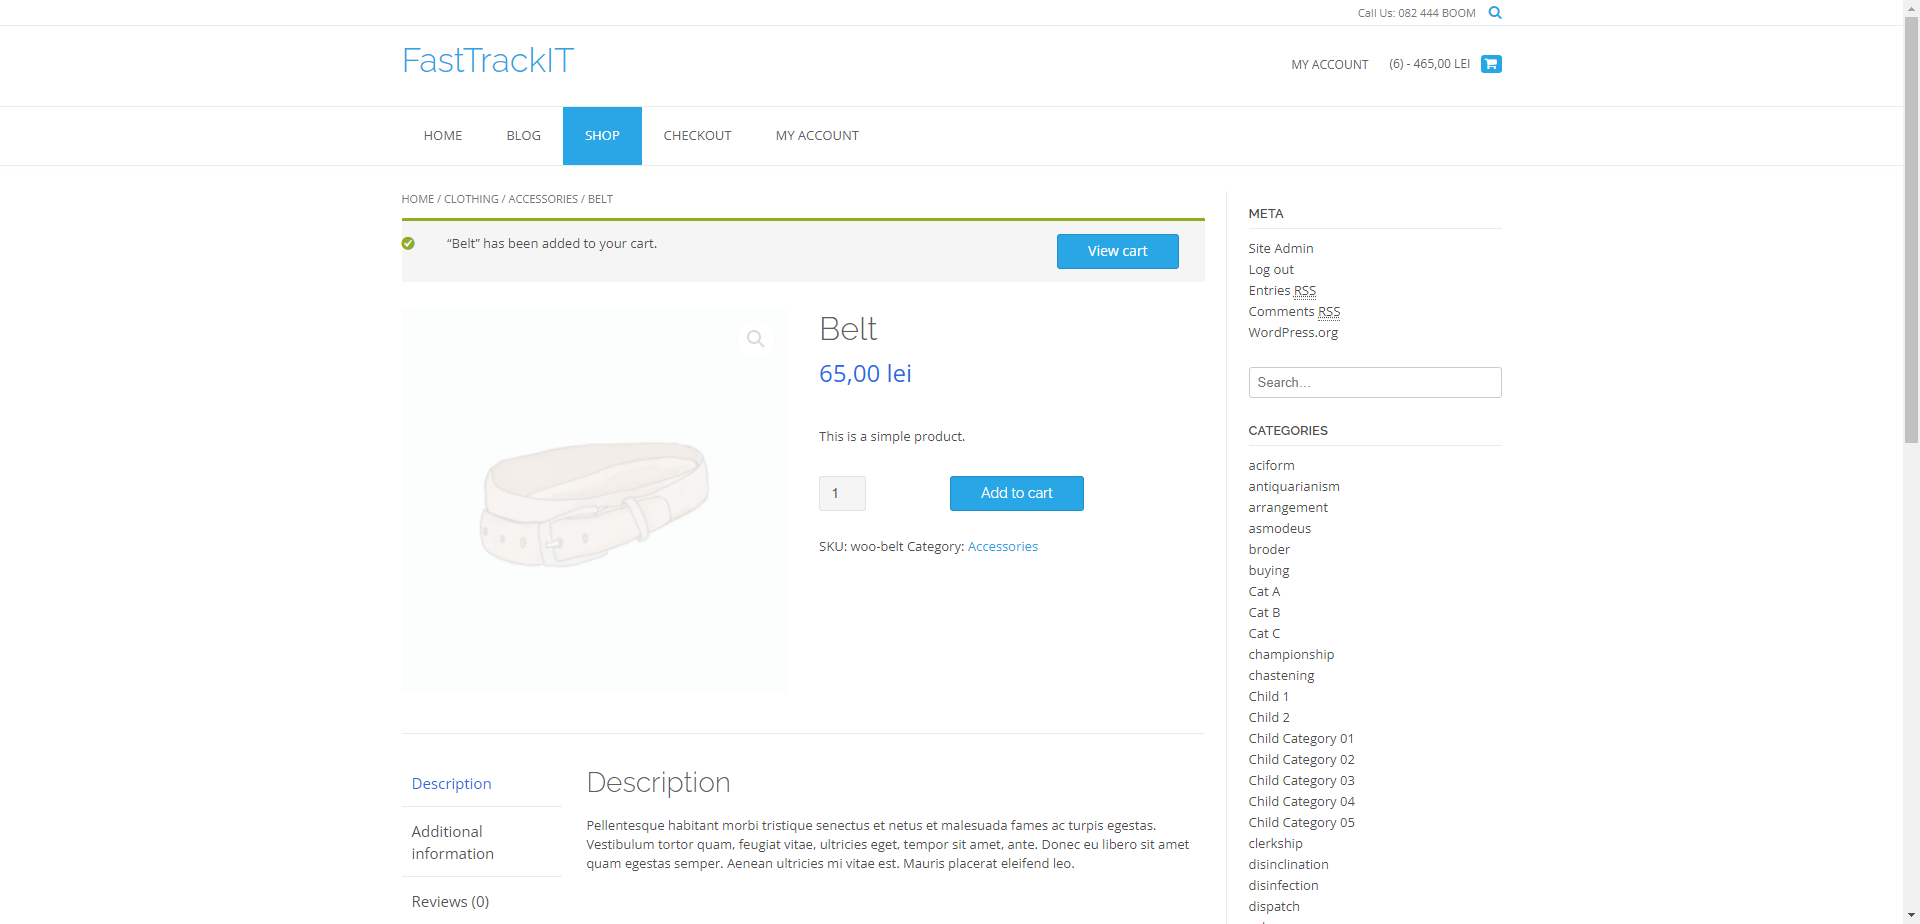 Call Us: 082 444 BOOM
FastTrackIT
MY ACCOUNT (6) - 465,00 LEI
HOME BLOG SHOP CHECKOUT MY ACCOUNT
HOME / CLOTHING / ACCESSORIES / BELT
“Belt” has been added to your cart. View cart
Belt
65,00 lei
This is a simple product.
1 Add to cart
SKU: woo-belt Category: Accessories
Description
Additional
information
Reviews (0)
Description
Pellentesque habitant morbi tristique senectus et netus et malesuada fames ac turpis egestas.
Vestibulum tortor quam, feugiat vitae, ultricies eget, tempor sit amet, ante. Donec eu libero sit amet
quam egestas semper. Aenean ultricies mi vitae est. Mauris placerat eleifend leo.
META
Site Admin
Log out
Entries RSS
Comments RSS
WordPress.org
Search…
CATEGORIES
aciform
antiquarianism
arrangement
asmodeus
broder
buying
Cat A
Cat B
Cat C
championship
chastening
Child 1
Child 2
Child Category 01
Child Category 02
Child Category 03
Child Category 04
Child Category 05
clerkship
disinclination
disinfection
dispatch